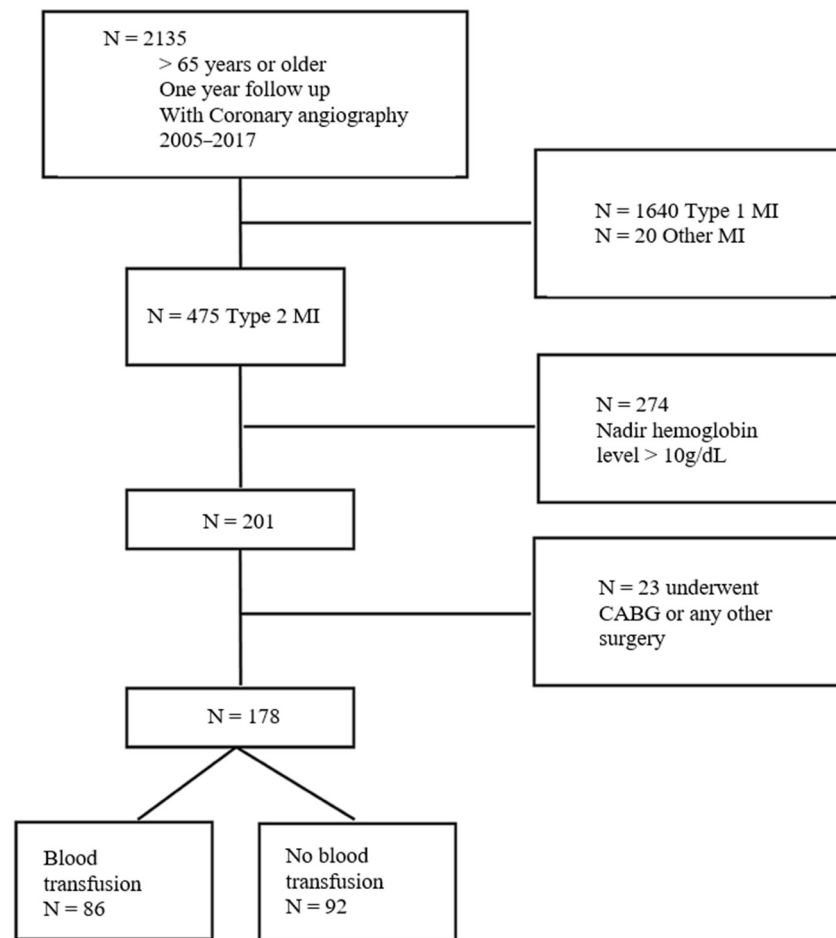 N = 2135
> 65 years or older
One year follow up
With Coronary angiography
2005–2017
N = 1640 Type 1 MI
N = 20 Other MI
N = 475 Type 2 MI
N = 274
Nadir hemoglobin
level > 10g/dL
N = 201
N = 23 underwent
CABG or any other
surgery
N = 178
Blood
transfusion
N = 86
No blood
transfusion
N = 92